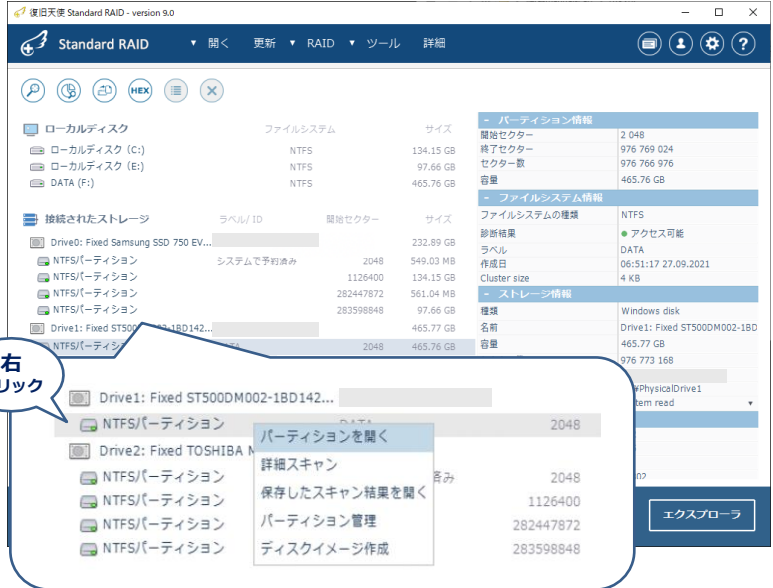 復旧天使 Standard RAID - version 9.0
Standard RAID ▼ 開く 更新 ▼ RAID ▼ ツール 詳細
HEX
ローカルディスク ファイルシステム サイズ
ローカルディスク (C:) NTFS 134.15 GB
ローカルディスク (E:) NTFS 97.66 GB
DATA (F:) NTFS 465.76 GB
接続されたストレージ ラベル/ ID 開始セクター サイズ
Drive0: Fixed Samsung SSD 750 EV... 232.89 GB
NTFSパーティション システムで予約済み 2048 549.03 MB
NTFSパーティション 1126400 134.15 GB
NTFSパーティション 282447872 561.04 MB
NTFSパーティション 283598848 97.66 GB
Drive1: Fixed ST500DM002-1BD142... 465.77 GB
NTFSパーティション 2048 465.76 GB
- パーティション情報
開始セクター 2 048
終了セクター 976 769 024
セクター数 976 766 976
容量 465.76 GB
- ファイルシステム情報
ファイルシステムの種類 NTFS
診断結果 アクセス可能
ラベル DATA
作成日 06:51:17 27.09.2021
Cluster size 4 KB
- ストレージ情報
種類 Windows disk
名前 Drive1: Fixed ST500DM002-1BD
容量 465.77 GB
976 773 168
#PhysicalDrive1
tem read
002
右
リック
Drive1: Fixed ST500DM002-1BD142...
NTFSパーティション DATA 2048
Drive2: Fixed TOSHIBA
NTFSパーティション 済み 2048
NTFSパーティション 1126400
NTFSパーティション 282447872
NTFSパーティション 283598848
パーティションを開く
詳細スキャン
保存したスキャン結果を開く
パーティション管理
ディスクイメージ作成
エクスプローラ